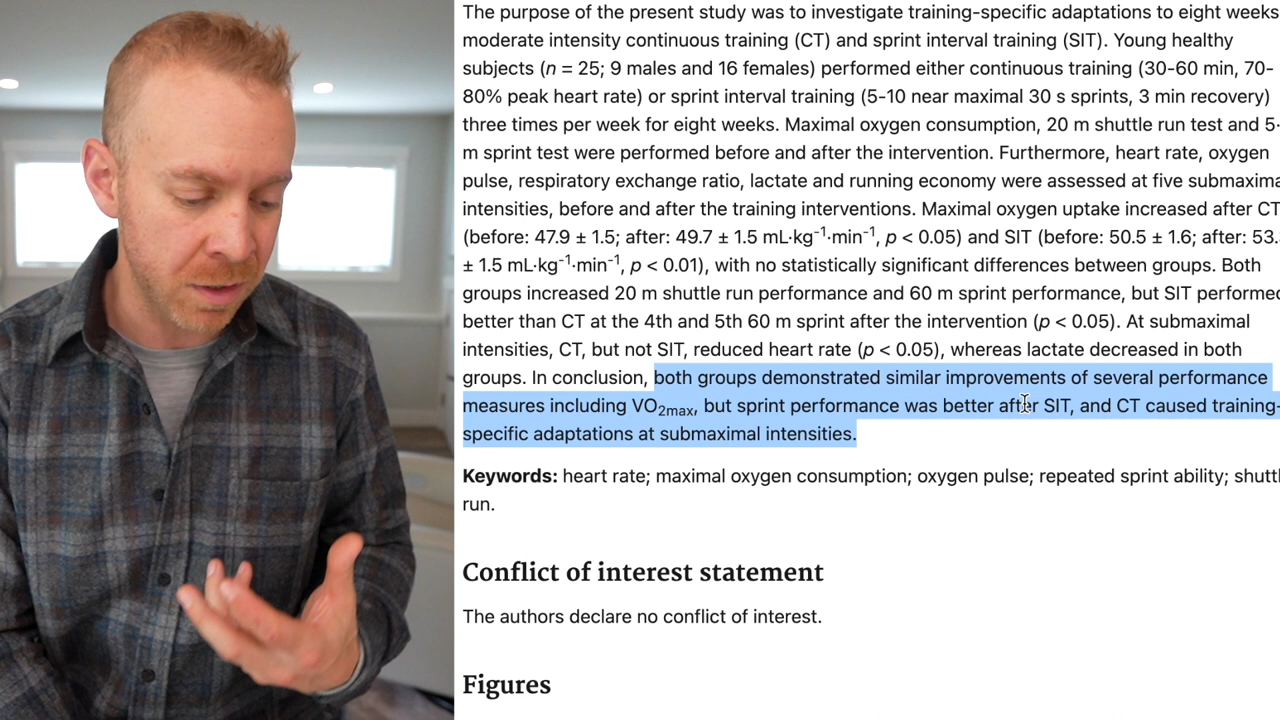 The purpose of the present study was to investigate training-specific adaptations to eight weeks
moderate intensity continuous training (CT) and sprint interval training (SIT). Young healthy
subjects (n = 25; 9 males and 16 females) performed either continuous training (30-60 min, 70-
80% peak heart rate) or sprint interval training (5-10 near maximal 30 s sprints, 3 min recovery)
three times per week for eight weeks. Maximal oxygen consumption, 20 m shuttle run test and 5·
m sprint test were performed before and after the intervention. Furthermore, heart rate, oxygen
pulse, respiratory exchange ratio, lactate and running economy were assessed at five
intensities, before and after the training interventions. Maximal oxygen uptake increased after CT
(before: 47.9 ± 1.5; after: 49.7 ± 1.5 mL·kg⁻¹·min⁻¹, p < 0.05) and SIT (before: 50.5 ± 1.6; after: 53.
± 1.5 mL·kg⁻¹·min⁻¹, p < 0.01), with no statistically significant differences between groups. Both
groups increased 20 m shuttle run performance and 60 m sprint performance, but SIT performed
better than CT at the 4th and 5th 60 m sprint after the intervention (p < 0.05). At submaximal
intensities, CT, but not SIT, reduced heart rate (p < 0.05), whereas lactate decreased in both
groups. In conclusion, both groups demonstrated similar improvements of several performance
measures including VO₂max, but sprint performance was better after SIT, and CT caused training-
specific adaptations at submaximal intensities.
Keywords: heart rate; maximal oxygen consumption; oxygen pulse; repeated sprint ability;
run.
Conflict of interest statement
The authors declare no conflict of interest.
Figures